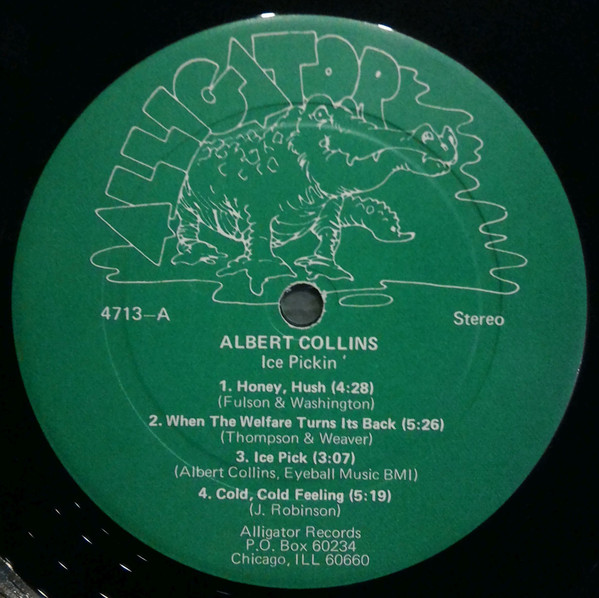 ALLIGATOR
4713-A
Stereo
ALBERT COLLINS
Ice Pickin'
1. Honey, Hush (4:28)
(Fulson & Washington)
2. When The Welfare Turns Its Back (5:26)
(Thompson & Weaver)
3. Ice Pick (3:07)
(Albert Collins, Eyeball Music BMI)
4. Cold, Cold Feeling (5:19)
(J. Robinson)
Alligator Records
P.O. Box 60234
Chicago, ILL 60660